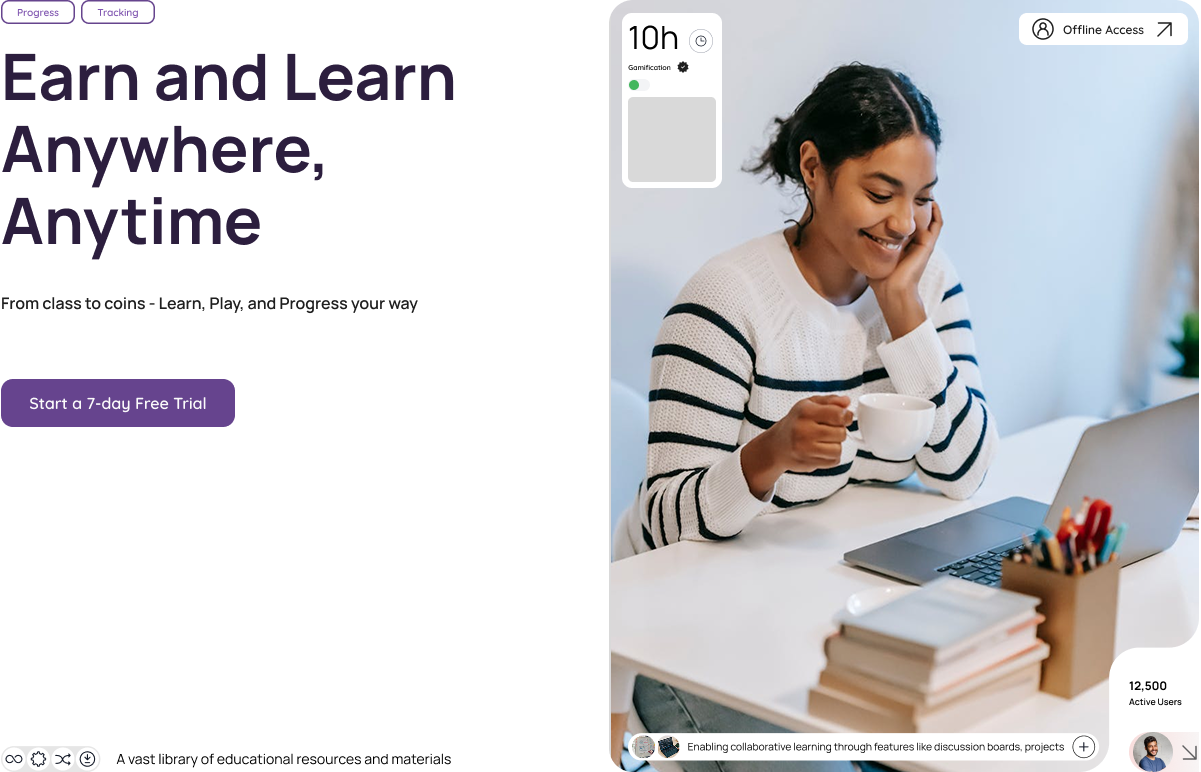 Progress
Tracking
Earn and Learn
Anywhere,
Anytime
From class to coins - Learn, Play, and Progress your way
Start a 7-day Free Trial
A vast library of educational resources and materials
10h
Gamification
Offline Access
Enabling collaborative learning through features like discussion boards, projects
12,500
Active Users